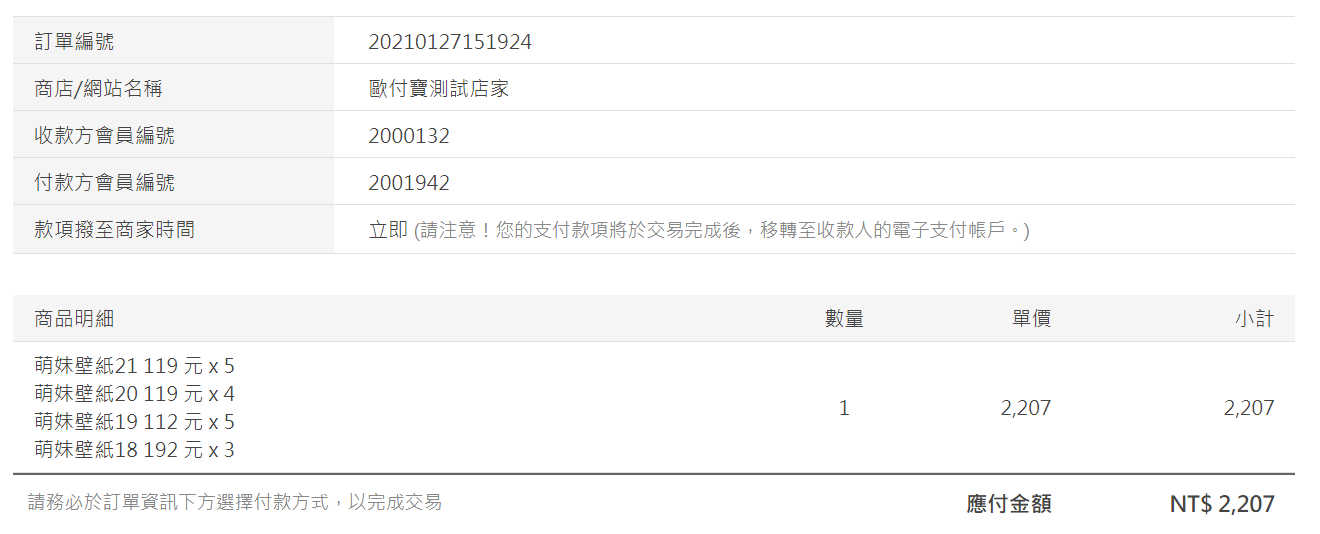 訂單編號 20210127151924
商店/網站名稱 歐付寶測試店家
收款方會員編號 2000132
付款方會員編號 2001942
款項撥至商家時間 立即 (請注意！您的支付款項將於交易完成後，移轉至收款人的電子支付帳戶。)
商品明細 數量 單價 小計
萌妹壁紙21 119 元 x 5
萌妹壁紙20 119 元 x 4
萌妹壁紙19 112 元 x 5
萌妹壁紙18 192 元 x 3
1 2,207 2,207
請務必於訂單資訊下方選擇付款方式，以完成交易 應付金額 NT$ 2,207